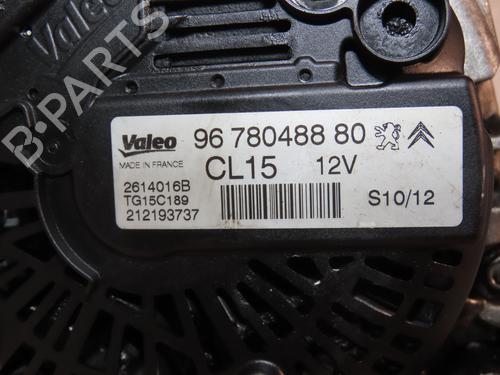 Valeo
B-PARTS
Valeo 96 780488 80
MADE IN FRANCE CL15 12V
2614016B
TG15C189 S10/12
212193737